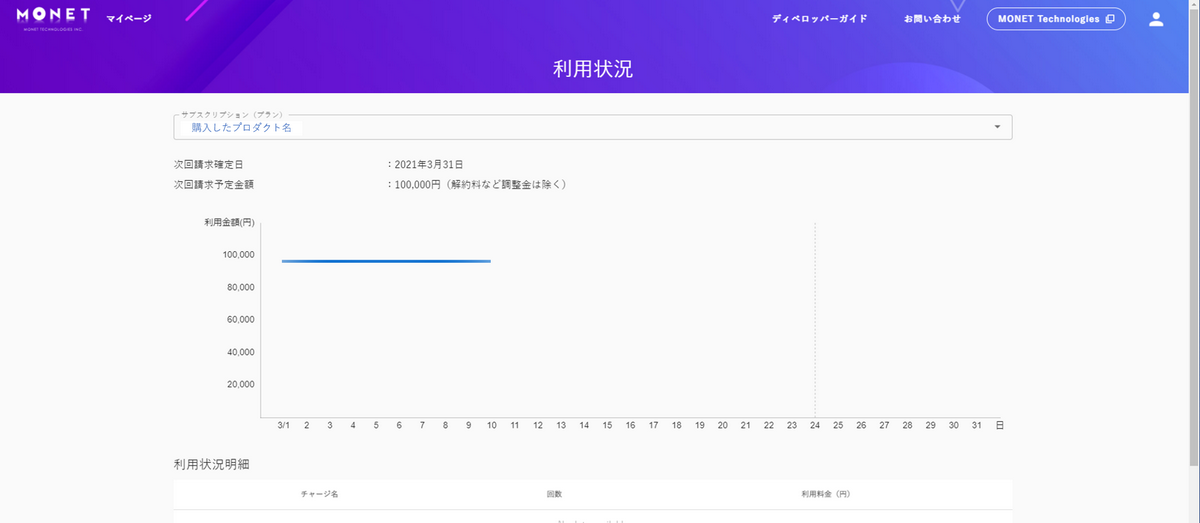 MONET マイページ ディベロッパーガイド お問い合わせ MONET Technologies
MONET TECHNOLOGIES INC.
利用状況
サブスクリプション（プラン）
購入したプロダクト名
次回請求確定日 ：2021年3月31日
次回請求予定金額 ：100,000円（解約料など調整金は除く）
利用金額(円)
100,000
80,000
60,000
40,000
20,000
3/1 2 3 4 5 6 7 8 9 10 11 12 13 14 15 16 17 18 19 20 21 22 23 24 25 26 27 28 29 30 31 日
利用状況明細
チャージ名 回数 利用料金（円）